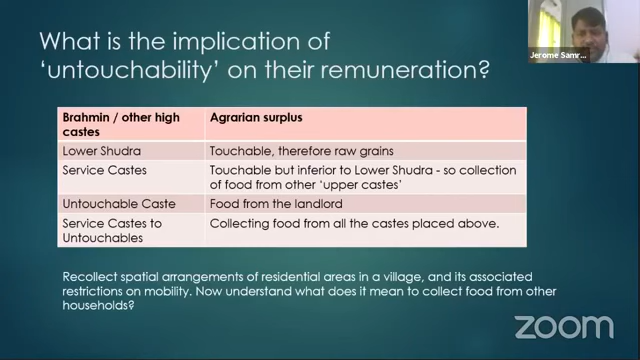 What is the implication of
'untouchability' on their remuneration?
Jerome Samr...
Brahmin / other high
castes
Agrarian surplus
Lower Shudra
Touchable, therefore raw grains
Service Castes
Touchable but inferior to Lower Shudra - so collection
of food from other 'upper castes'
Untouchable Caste
Food from the landlord
Service Castes to
Untouchables
Collecting food from all the castes placed above.
Recollect spatial arrangements of residential areas in a village, and its associated
restrictions on mobility. Now understand what does it mean to collect food from other
households?
zoom